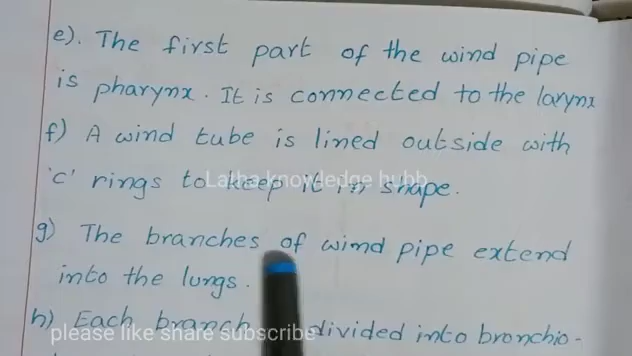 e). The first part of the wind pipe
is pharynx. It is connected to the larynx
f) A wind tube is lined outside with
'c' rings to keep it in shape.
Latha knowledge hubb
g) The branches of wind pipe extend
into the lungs.
h) Each branch divided into bronchio-
please like share subscribe